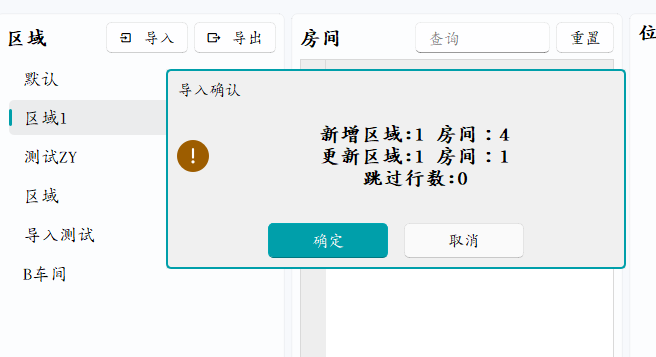 区域
导入
导出
房间
查询
重置
默认
区域1
测试ZY
区域
导入测试
B车间
导入确认
新增区域:1 房间：4
更新区域:1 房间：1
跳过行数:0
确定
取消